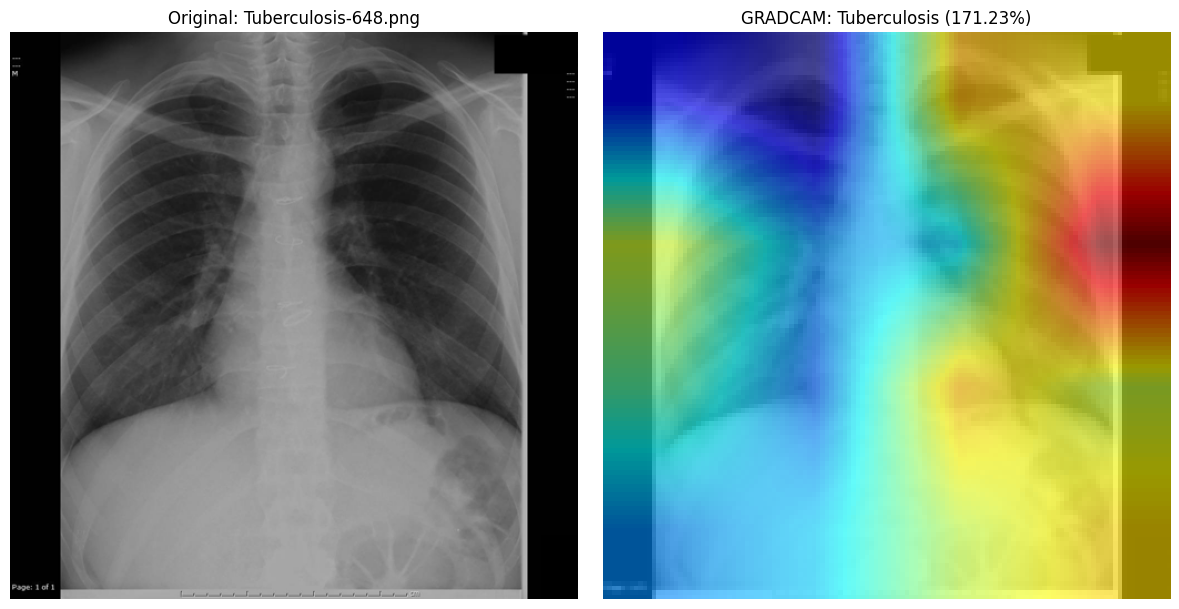 Original: Tuberculosis-648.png
GRADCAM: Tuberculosis (171.23%)
M
Page: 1 of 1